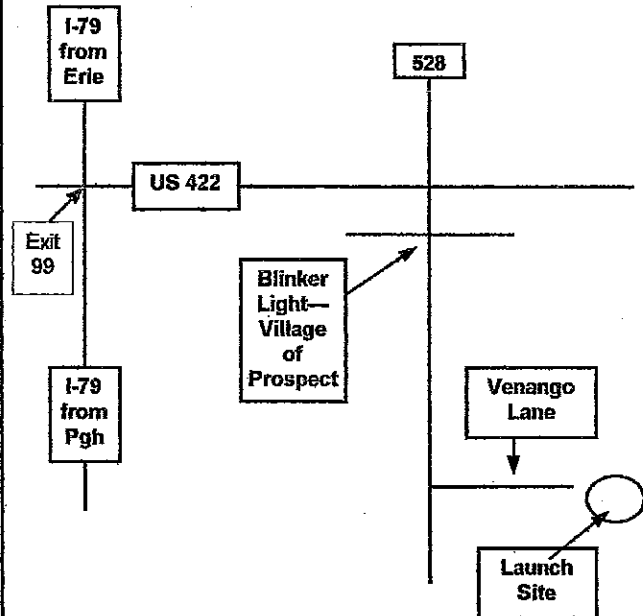 I-79
from
Erie
528
US 422
Exit
99
Blinker
Light—
Village
of
Prospect
I-79
from
Pgh
Venango
Lane
Launch
Site